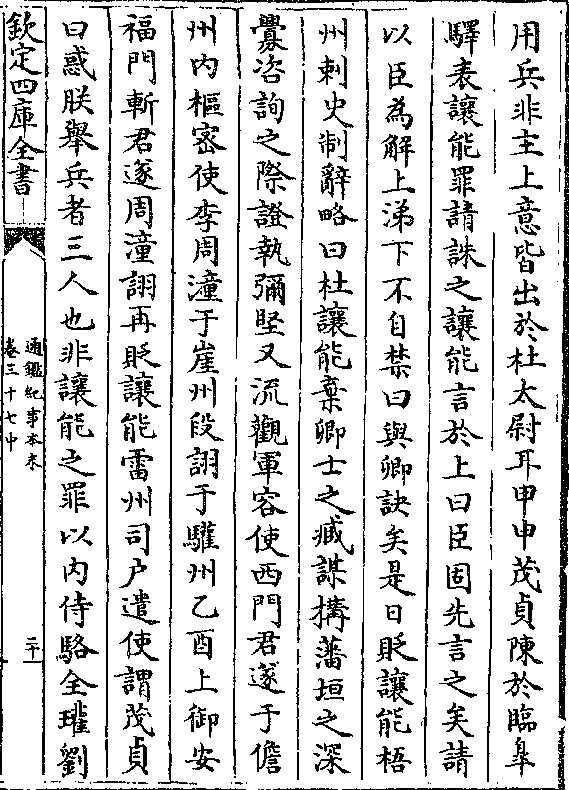 用兵非主上意皆出於杜太尉耳甲申茂貞陳於臨臯
驛表讓能罪請誅之讓能言於上曰臣固先言之矣請
以臣為解上涕下不自禁曰與卿訣矣是日貶讓能梧
州刺史制辭略曰杜讓能棄卿士之臧謀搆藩垣之深
釁咨詢之際證執彌堅又流觀軍容使西門君遂于儋
州内樞密使李周潼于崖州段詡于驩州乙酉上御安
福門斬君遂周潼詡再貶讓能雷州司户遣使謂茂貞
曰惑朕舉兵者三人也非讓能之罪以内侍駱全瓘劉
欽定四庫全書
通鑑紀事本末
卷三十七中
二十